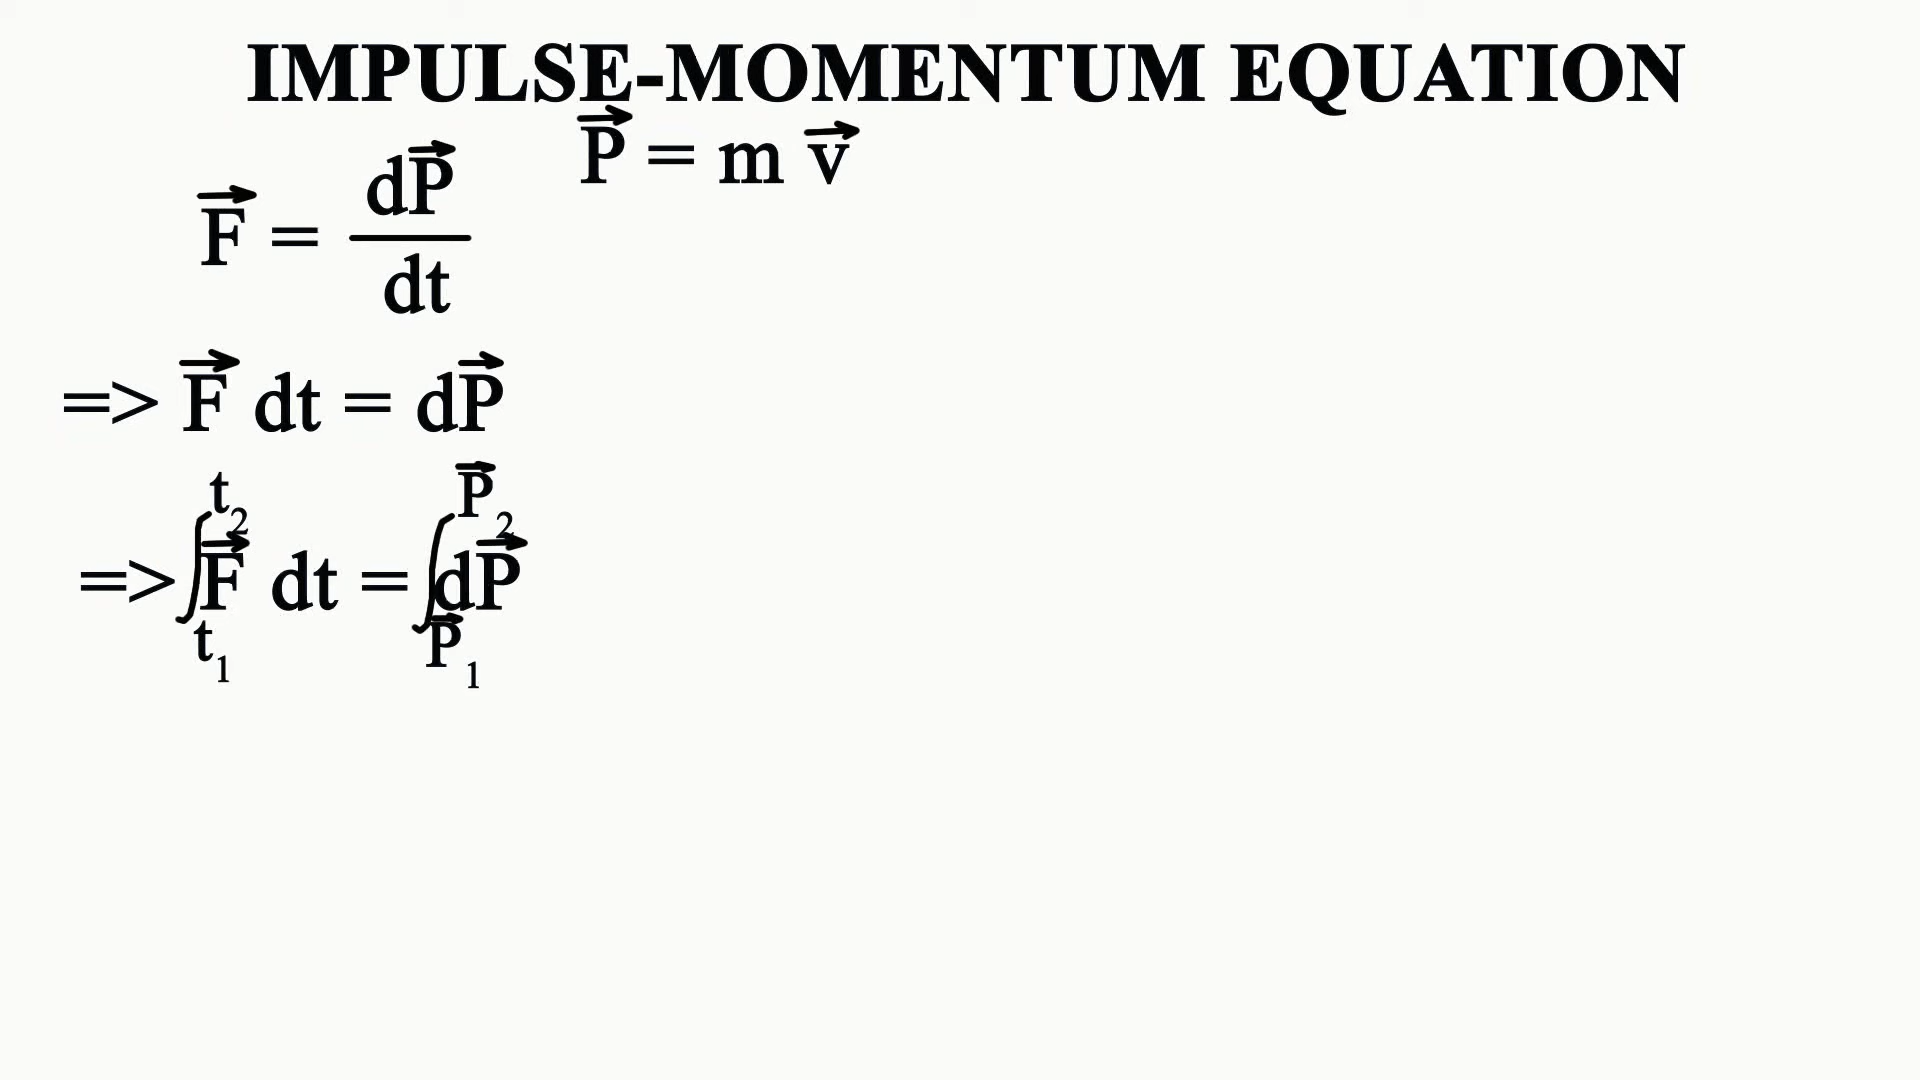 IMPULSE-MOMENTUM EQUATION
P⃗ = m v⃗
F⃗ = dP⃗/dt
=> F⃗ dt = dP⃗
=> ∫_{t₁}^{t₂} F⃗ dt = ∫_{P⃗₁}^{P⃗₂} dP⃗